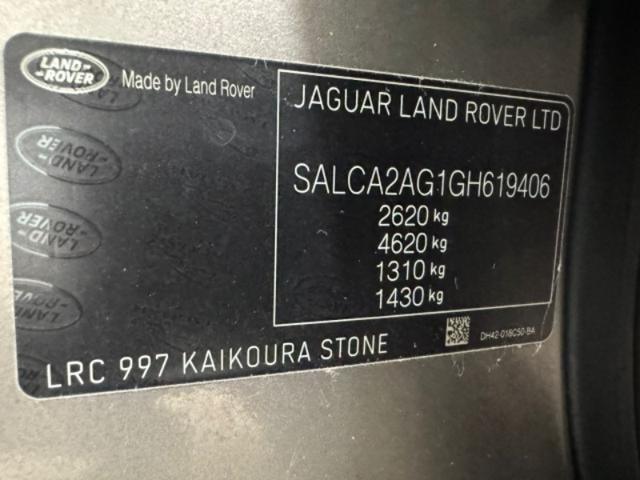 LAND-
-ROVER
Made by Land Rover
JAGUAR LAND ROVER LTD
SALCA2AG1GH619406
2620 kg
4620 kg
1310 kg
1430 kg
DH42-018C50-BA
LRC 997 KAIKOURA STONE